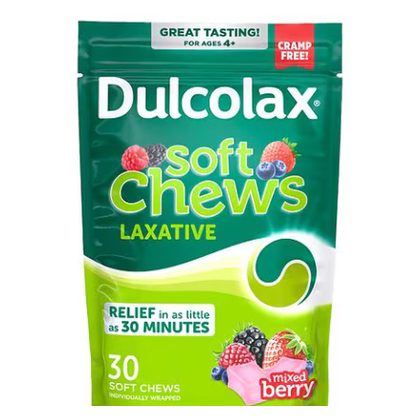 GREAT TASTING!
FOR AGES 4+
CRAMP
FREE!
Dulcolax®
Soft
Chews
LAXATIVE
RELIEF in as little
as 30 MINUTES
30
SOFT CHEWS
INDIVIDUALLY WRAPPED
mixed
berry